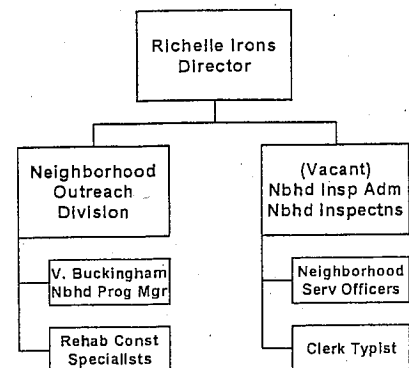 Richelle Irons
Director
Neighborhood
Outreach
Division
V. Buckingham
Nbhd Prog Mgr
Rehab Const
Specialists
(Vacant)
Nbhd Insp Adm
Nbhd Inspectns
Neighborhood
Serv Officers
Clerk Typist